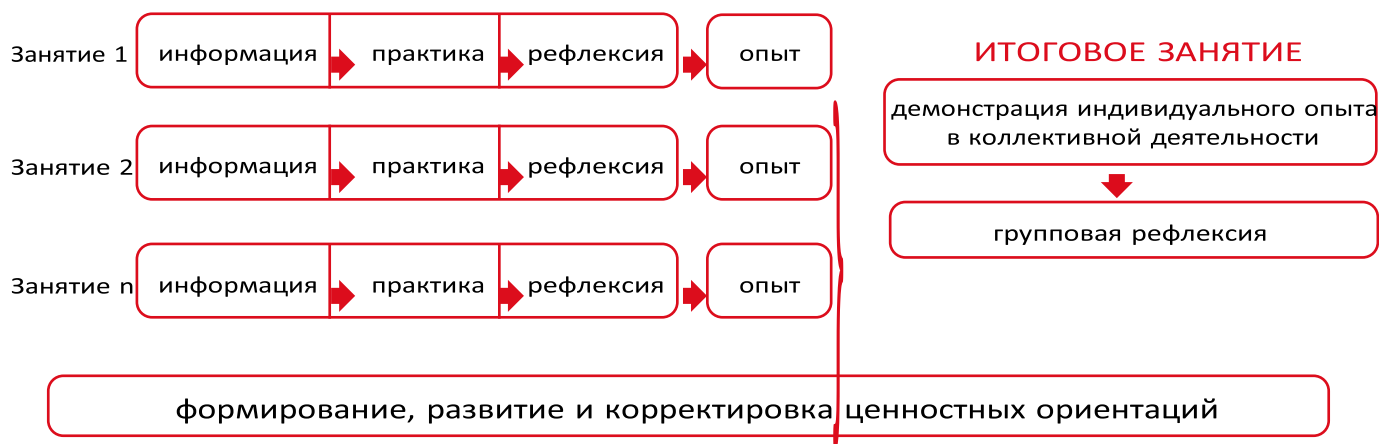 Занятие 1 информация практика рефлексия опыт
Занятие 2 информация практика рефлексия опыт
Занятие n информация практика рефлексия опыт
ИТОГОВОЕ ЗАНЯТИЕ
демонстрация индивидуального опыта
в коллективной деятельности
групповая рефлексия
формирование, развитие и корректировка ценностных ориентаций